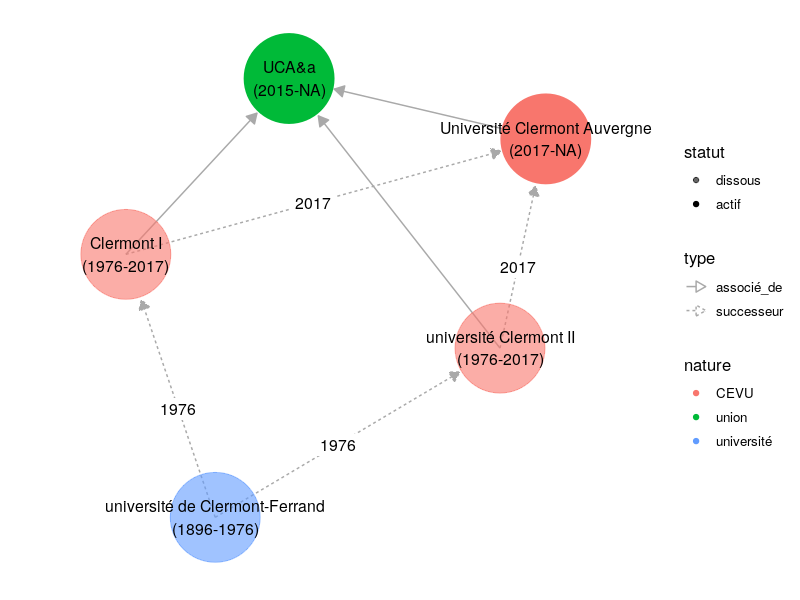 UCA&a
(2015-NA)
Université Clermont Auvergne
(2017-NA)
2017
Clermont I
(1976-2017)
2017
université Clermont II
(1976-2017)
1976
1976
université de Clermont-Ferrand
(1896-1976)
statut
dissous
actif
type
associé_de
successeur
nature
CEVU
union
université